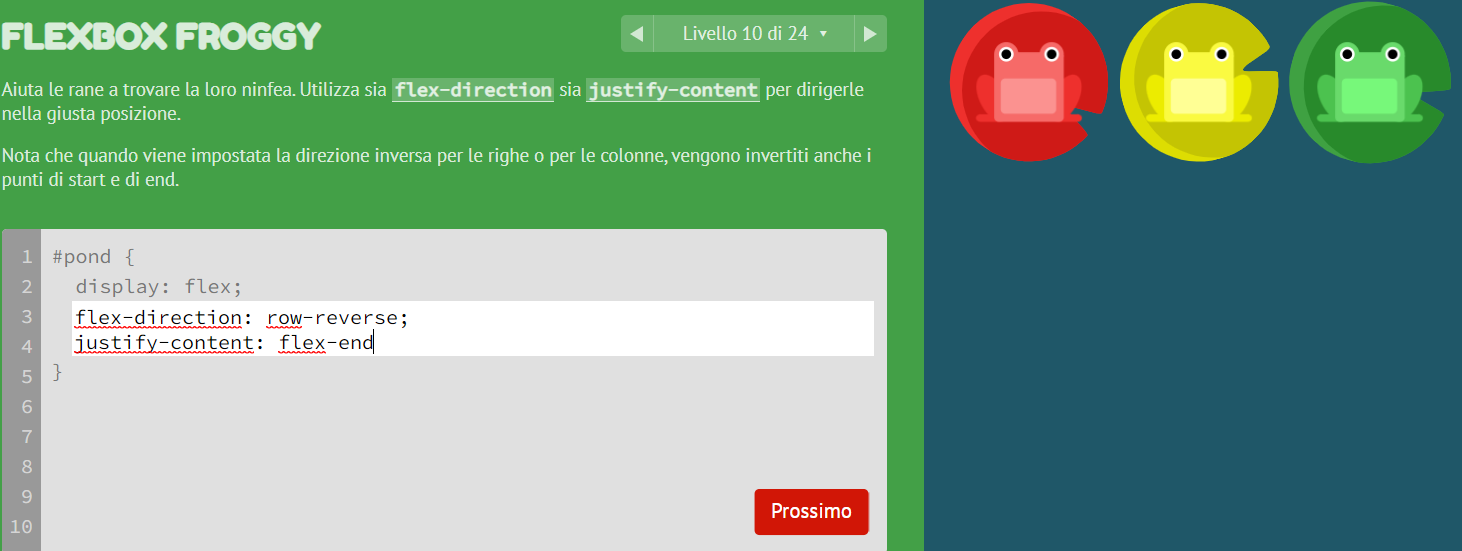 FLEXBOX FROGGY
◀ Livello 10 di 24 ▼ ▶
Aiuta le rane a trovare la loro ninfea. Utilizza sia flex-direction sia justify-content per dirigerle
nella giusta posizione.
Nota che quando viene impostata la direzione inversa per le righe o per le colonne, vengono invertiti anche i
punti di start e di end.
1 #pond {
2 display: flex;
3 flex-direction: row-reverse;
4 justify-content: flex-end
5 }
6
7
8
9
10
Prossimo